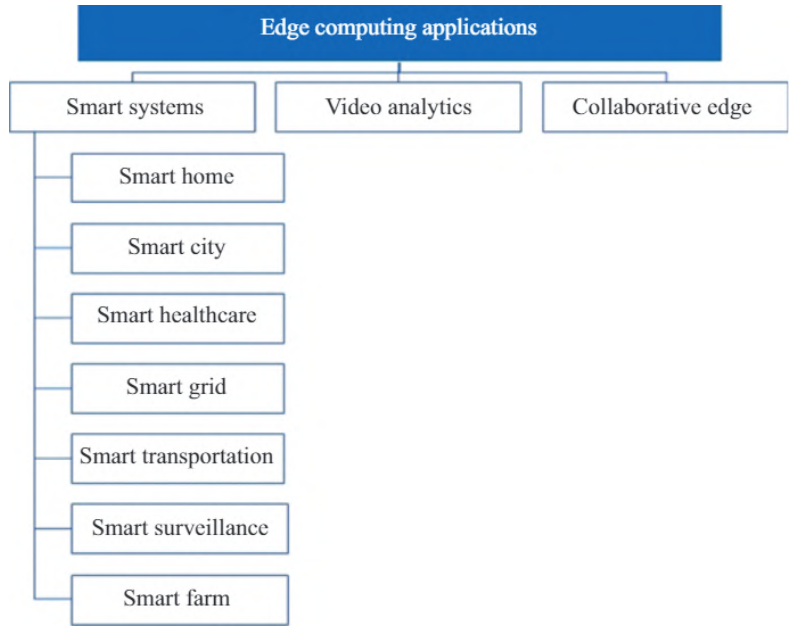 Edge computing applications
Smart systems
Video analytics
Collaborative edge
Smart home
Smart city
Smart healthcare
Smart grid
Smart transportation
Smart surveillance
Smart farm